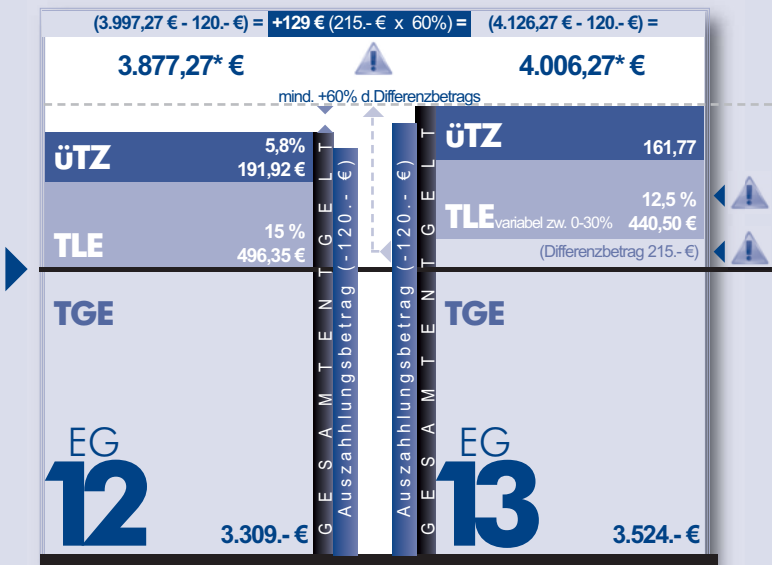 (3.997,27 € - 120.- €) = +129 € (215.- € x 60%) = (4.126,27 € - 120.- €) =
3.877,27* €
4.006,27* €
mind. +60% d.Differenzbetrags
üTZ
5,8%
191,92 €
TLE
15 %
496,35 €
TGE
EG
12
3.309.- €
GESAMTENTGELT
Auszahhlungsbetrag (-120.- €)
Auszahhlungsbetrag (-120.- €)
GESAMTENTGELT
üTZ
161,77
TLE variabel zw. 0-30%
12,5 %
440,50 €
(Differenzbetrag 215.- €)
TGE
EG
13
3.524.- €